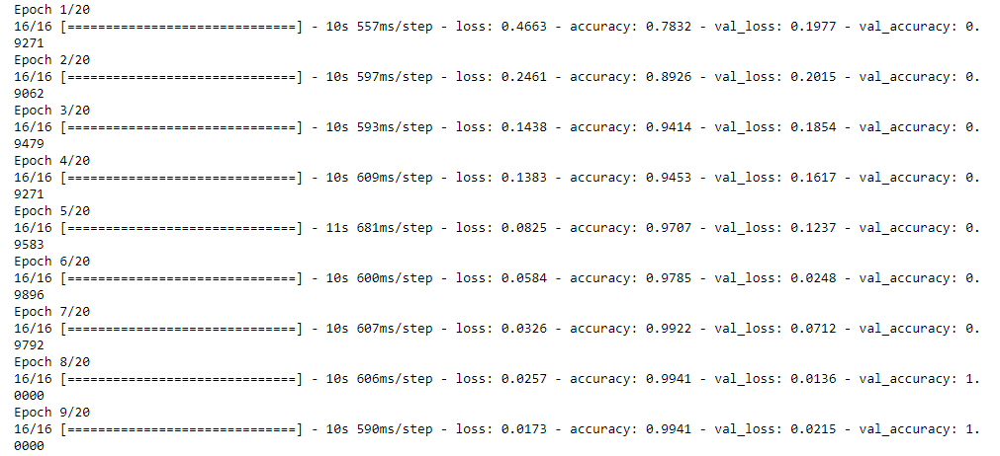 Epoch 1/20
16/16 [==============================] - 10s 557ms/step - loss: 0.4663 - accuracy: 0.7832 - val_loss: 0.1977 - val_accuracy: 0.
9271
Epoch 2/20
16/16 [==============================] - 10s 597ms/step - loss: 0.2461 - accuracy: 0.8926 - val_loss: 0.2015 - val_accuracy: 0.
9062
Epoch 3/20
16/16 [==============================] - 10s 593ms/step - loss: 0.1438 - accuracy: 0.9414 - val_loss: 0.1854 - val_accuracy: 0.
9479
Epoch 4/20
16/16 [==============================] - 10s 609ms/step - loss: 0.1383 - accuracy: 0.9453 - val_loss: 0.1617 - val_accuracy: 0.
9271
Epoch 5/20
16/16 [==============================] - 11s 681ms/step - loss: 0.0825 - accuracy: 0.9707 - val_loss: 0.1237 - val_accuracy: 0.
9583
Epoch 6/20
16/16 [==============================] - 10s 600ms/step - loss: 0.0584 - accuracy: 0.9785 - val_loss: 0.0248 - val_accuracy: 0.
9896
Epoch 7/20
16/16 [==============================] - 10s 607ms/step - loss: 0.0326 - accuracy: 0.9922 - val_loss: 0.0712 - val_accuracy: 0.
9792
Epoch 8/20
16/16 [==============================] - 10s 606ms/step - loss: 0.0257 - accuracy: 0.9941 - val_loss: 0.0136 - val_accuracy: 1.
0000
Epoch 9/20
16/16 [==============================] - 10s 590ms/step - loss: 0.0173 - accuracy: 0.9941 - val_loss: 0.0215 - val_accuracy: 1.
0000